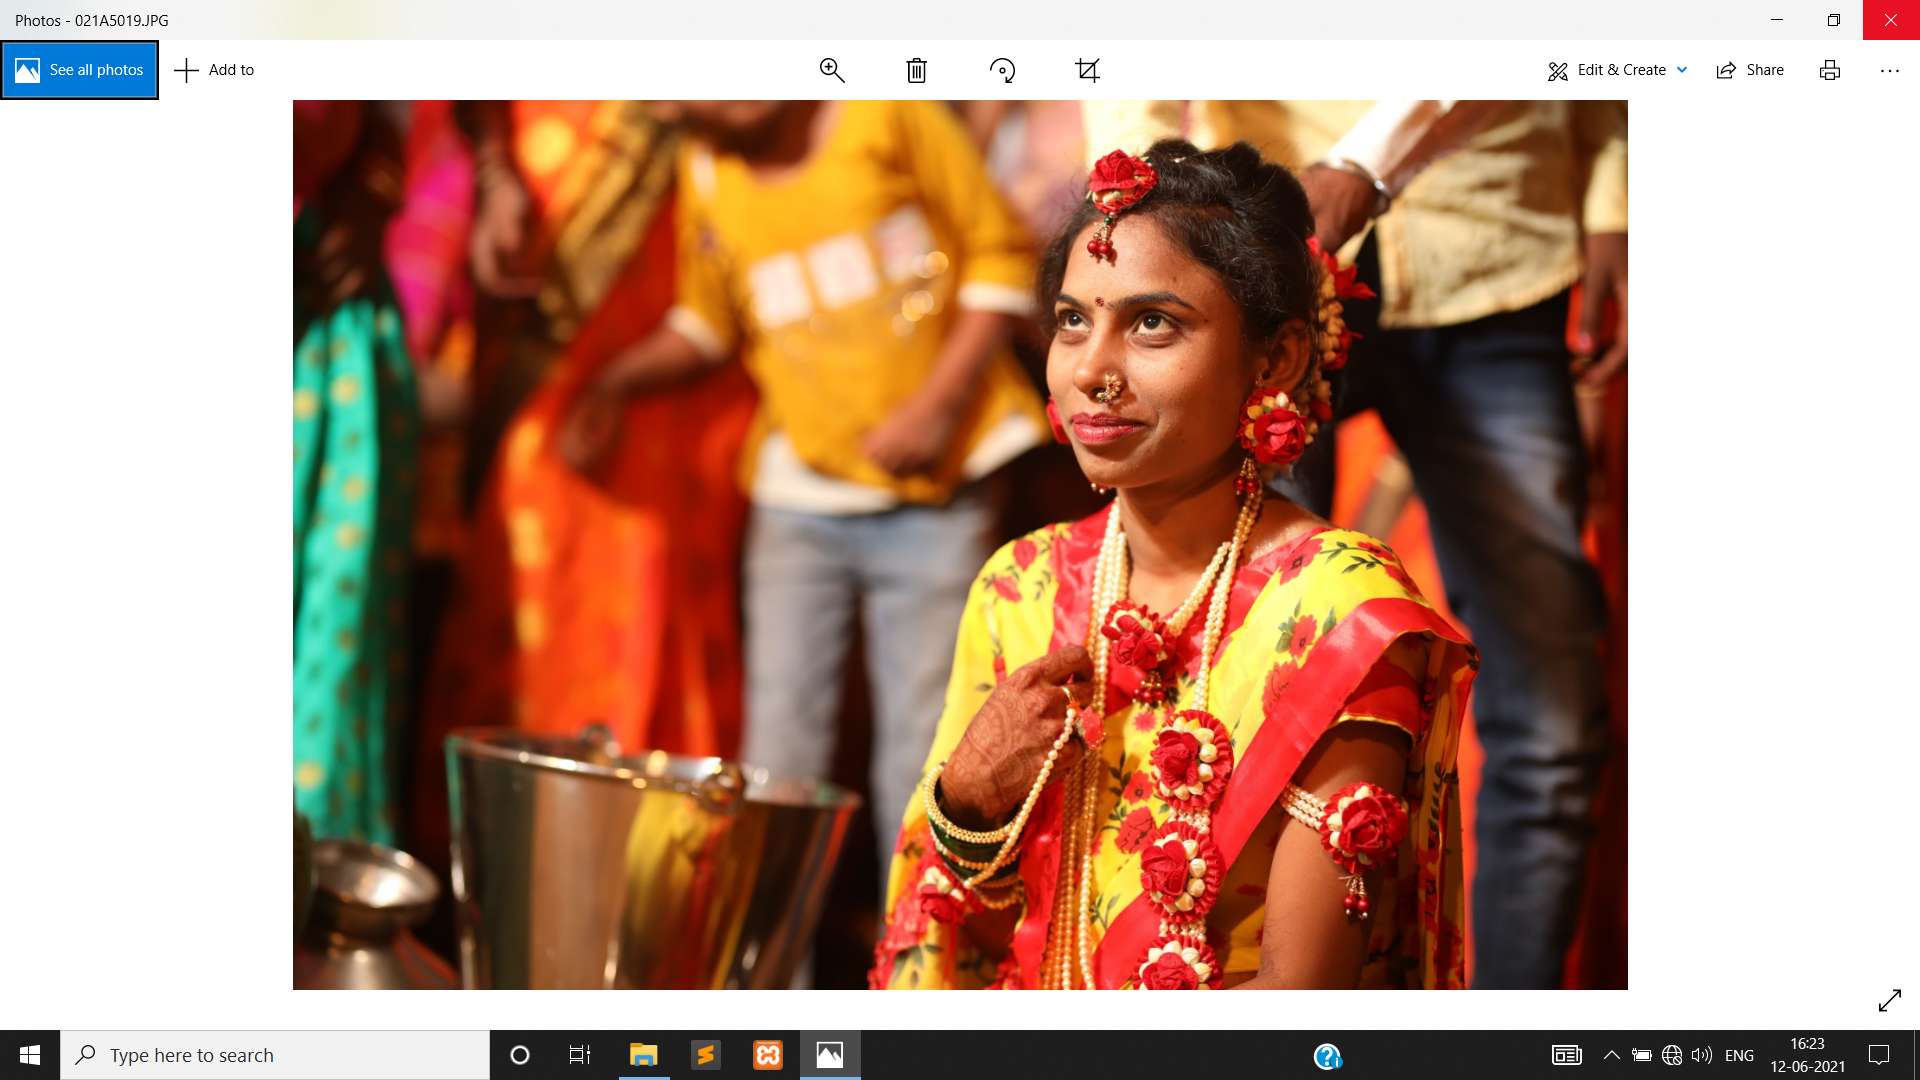 Photos - 021A5019.JPG
See all photos
Add to
Edit & Create
Share
Type here to search
ENG
16:23
12-06-2021